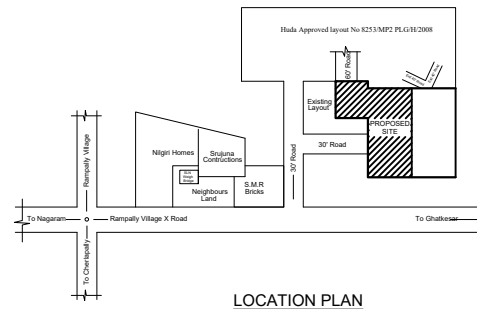 Huda Approved layout No 8253/MP2 PLG/H/2008
60' Road
Existing
Layout
PROPOSED
SITE
30' Road
30' Road
Nilgiri Homes
Srujuna
Contructions
Neighbours
Land
S.M.R
Bricks
Rampally Village
To Nagaram
Rampally Village X Road
To Ghatkesar
To Cherlapally
LOCATION PLAN